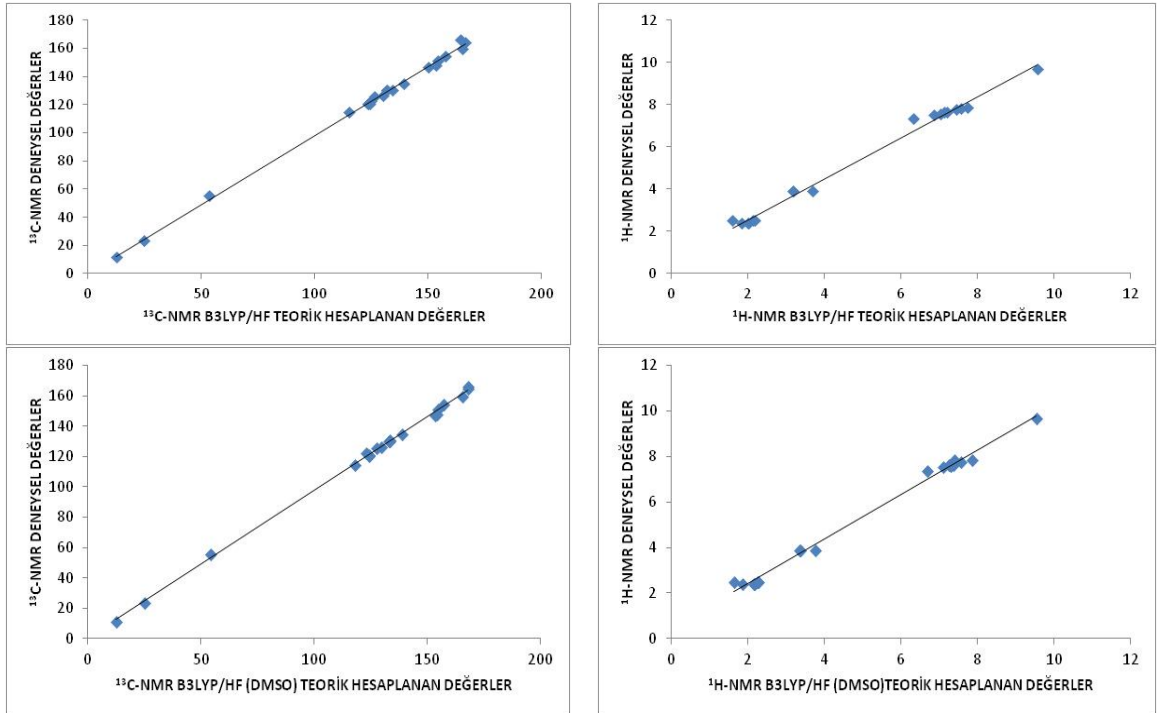 ¹³C-NMR DENEYSEL DEĞERLER
180
160
140
120
100
80
60
40
20
0
0 50 100 150 200
¹³C-NMR B3LYP/HF TEORİK HESAPLANAN DEĞERLER
¹H-NMR DENEYSEL DEĞERLER
12
10
8
6
4
2
0
0 2 4 6 8 10 12
¹H-NMR B3LYP/HF TEORİK HESAPLANAN DEĞERLER
¹³C-NMR DENEYSEL DEĞERLER
180
160
140
120
100
80
60
40
20
0
0 50 100 150 200
¹³C-NMR B3LYP/HF (DMSO) TEORİK HESAPLANAN DEĞERLER
¹H-NMR DENEYSEL DEĞERLER
12
10
8
6
4
2
0
0 2 4 6 8 10 12
¹H-NMR B3LYP/HF (DMSO)TEORİK HESAPLANAN DEĞERLER